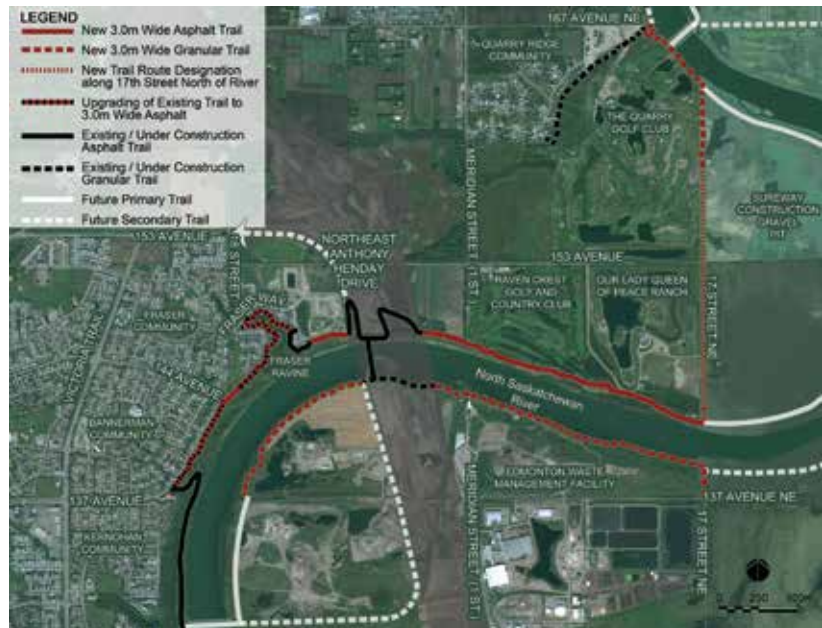 LEGEND
New 3.0m Wide Asphalt Trail
New 3.0m Wide Granular Trail
New Trail Route Designation
along 17th Street North of River
Upgrading of Existing Trail to
3.0m Wide Asphalt
Existing / Under Construction
Asphalt Trail
Existing / Under Construction
Granular Trail
Future Primary Trail
Future Secondary Trail
167 AVENUE NE
QUARRY RIDGE
COMMUNITY
THE QUARRY
GOLF CLUB
MERIDIAN STREET (1 ST.)
SUREWAY
CONSTRUCTION
GRAVEL
PIT
153 AVENUE
STREET
NORTHEAST
ANTHONY
HENDAY
DRIVE
153 AVENUE
RAVEN CREST
GOLF AND
COUNTRY CLUB
OUR LADY QUEEN
OF PEACE RANCH
17 STREET NE
FRASER WAY
FRASER
COMMUNITY
VICTORIA TRAIL
144 AVENUE
FRASER
RAVINE
North Saskatchewan
River
BANNERMAN
COMMUNITY
137 AVENUE
KERNOHAN
COMMUNITY
MERIDIAN STREET (1 ST.)
EDMONTON WASTE
MANAGEMENT FACILITY
137 AVENUE NE
17 STREET NE
0 250 500m